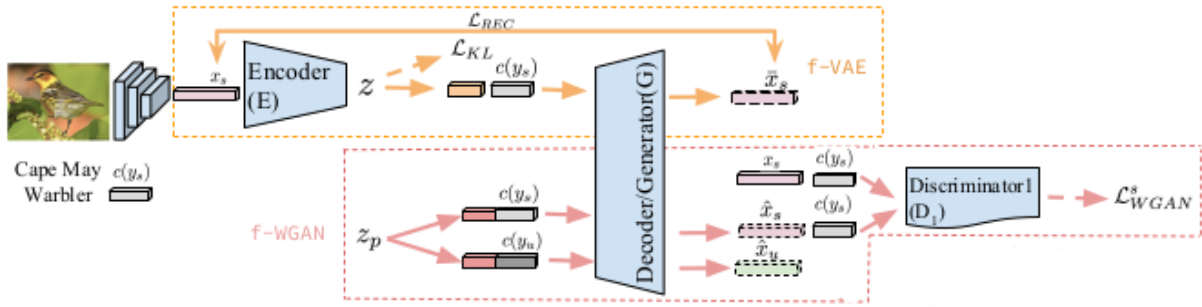 ℒ_REC
x_s
Encoder
(E)
z
ℒ_KL
c(y_s)
Decoder/Generator(G)
x̄_s
f-VAE
Cape May
Warbler
c(y_s)
f-WGAN
z_p
c(y_s)
c(y_u)
x_s
c(y_s)
x̂_s
c(y_s)
x̂_u
Discriminator1
(D₁)
ℒ^s_WGAN